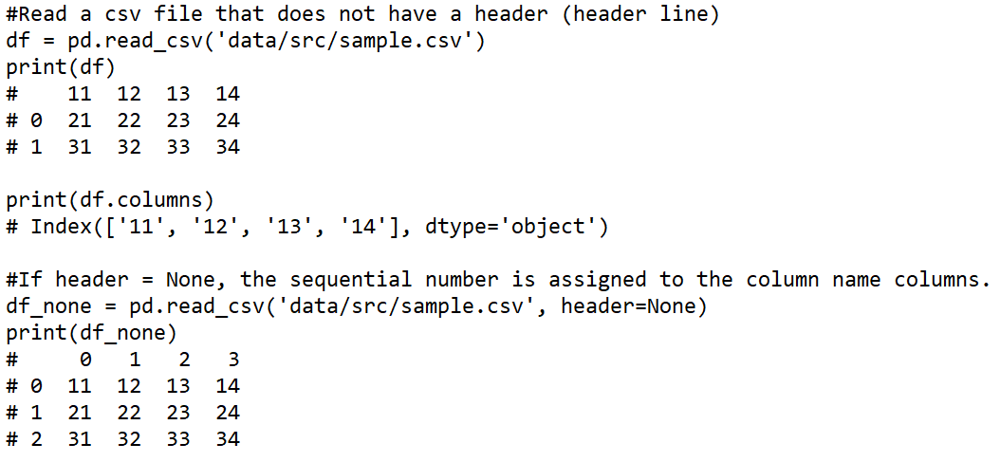 #Read a csv file that does not have a header (header line)
df = pd.read_csv('data/src/sample.csv')
print(df)
#    11  12  13  14
# 0  21  22  23  24
# 1  31  32  33  34

print(df.columns)
# Index(['11', '12', '13', '14'], dtype='object')

#If header = None, the sequential number is assigned to the column name columns.
df_none = pd.read_csv('data/src/sample.csv', header=None)
print(df_none)
#     0   1   2   3
# 0  11  12  13  14
# 1  21  22  23  24
# 2  31  32  33  34